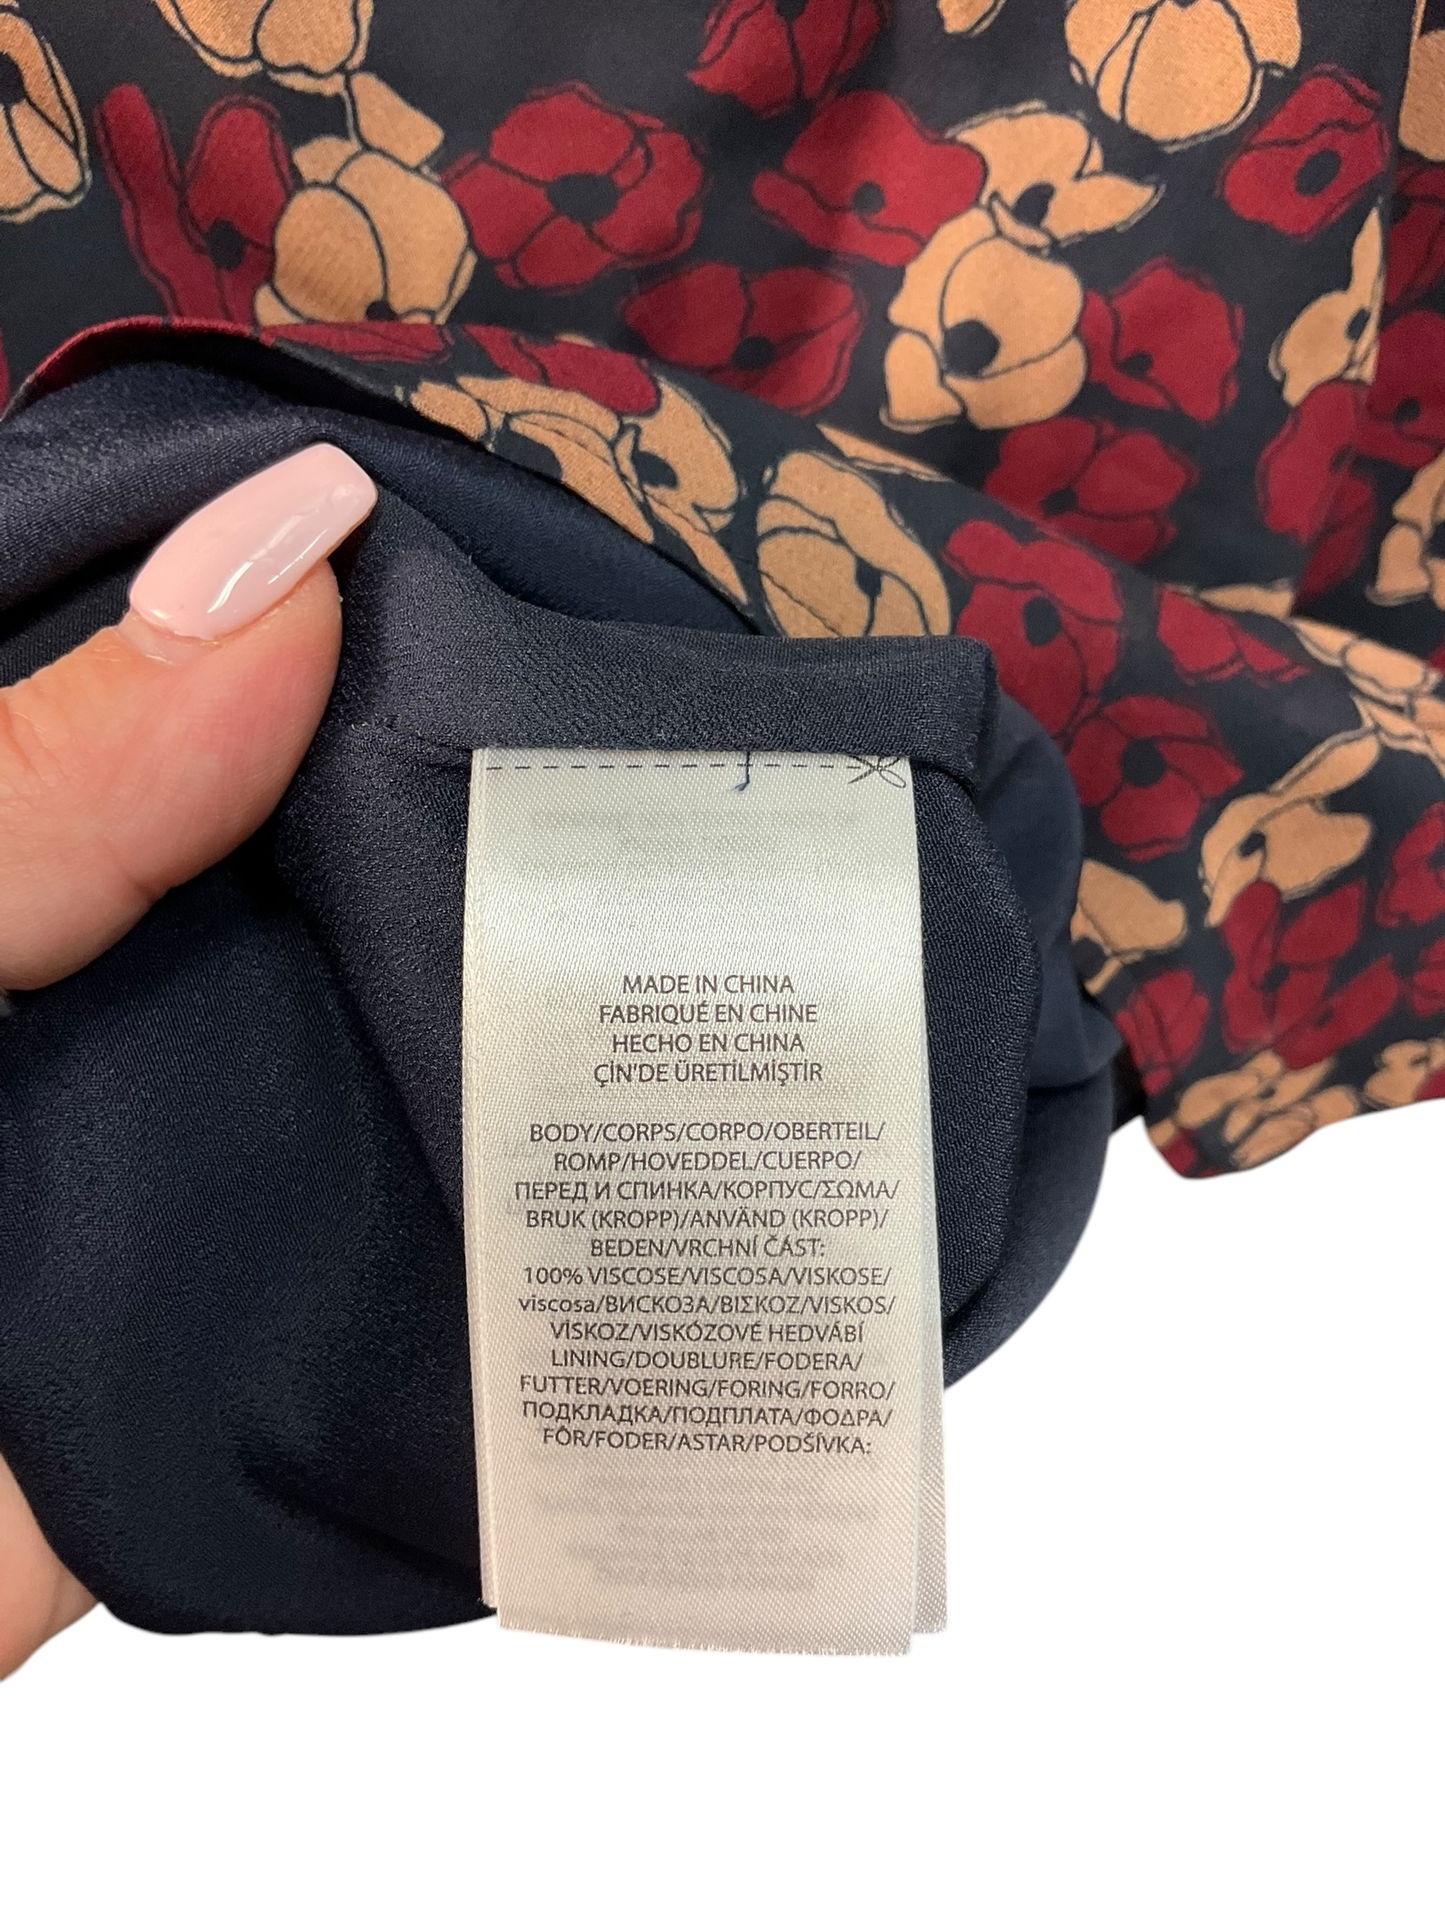 MADE IN CHINA
FABRIQUÉ EN CHINE
HECHO EN CHINA
ÇİN'DE ÜRETİLMİŞTİR
BODY/CORPS/CORPO/OBERTEIL/
ROMP/HOVEDDEL/CUERPO/
ПЕРЕД И СПИНКА/КОРПУС/ΣΩΜΑ/
BRUK (KROPP)/ANVÄND (KROPP)/
BEDEN/VRCHNÍ ČÁST:
100% VISCOSE/VISCOSA/VISKOSE/
viscosa/ВИСКОЗА/ΒΙΣΚΟΖ/VISKOS/
VİSKOZ/VISKÓZOVÉ HEDVÁBÍ
LINING/DOUBLURE/FODERA/
FUTTER/VOERING/FORING/FORRO/
ПОДКЛАДКА/ПОДПЛАТА/ΦΟΔΡΑ/
FÔR/FODER/ASTAR/PODŠÍVKA: